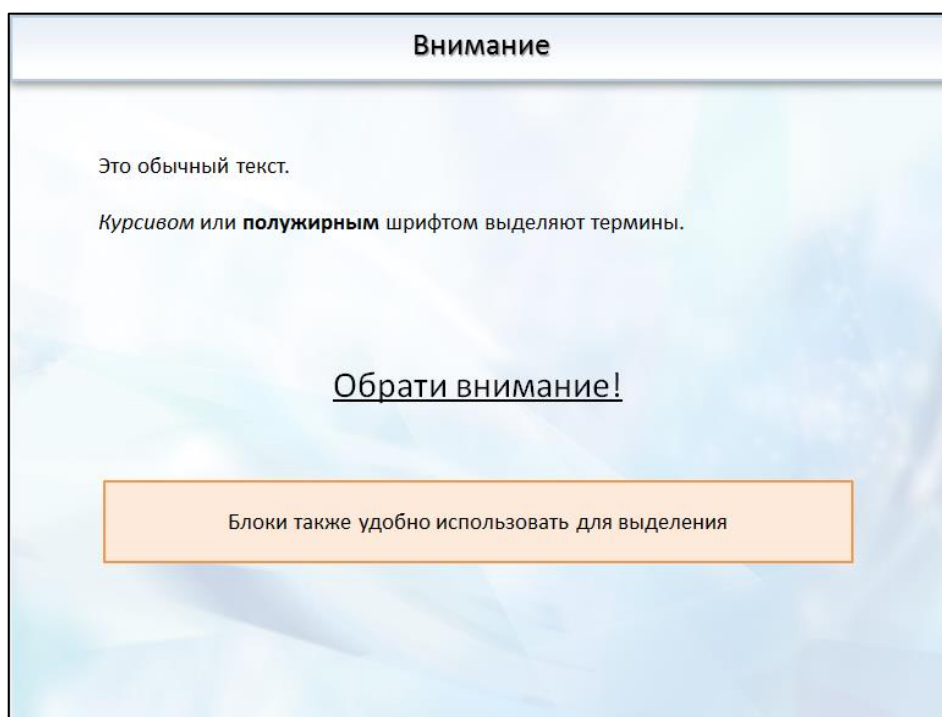 Внимание
Это обычный текст.
Курсивом или полужирным шрифтом выделяют термины.
Обрати внимание!
Блоки также удобно использовать для выделения